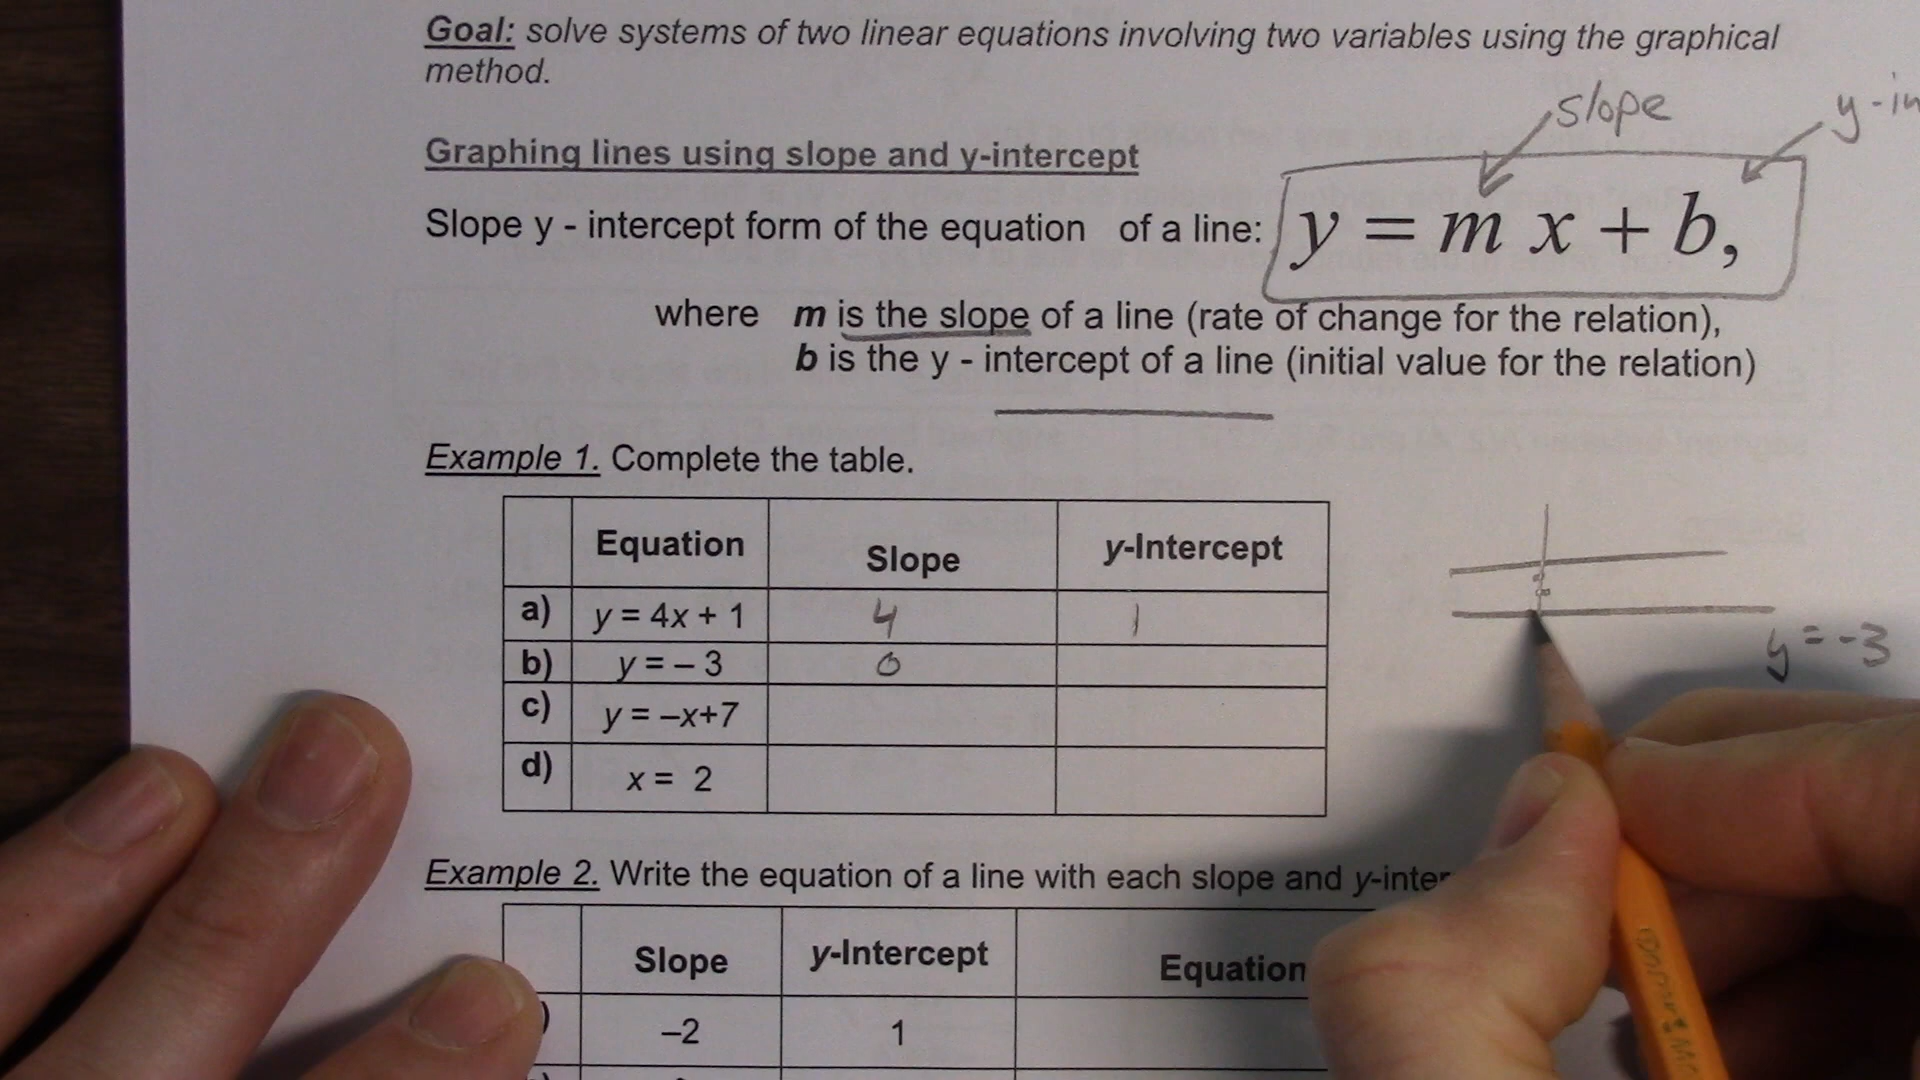 Goal: solve systems of two linear equations involving two variables using the graphical
method.
slope
y-in
Graphing lines using slope and y-intercept
Slope y - intercept form of the equation of a line: y = m x + b,
where m is the slope of a line (rate of change for the relation),
b is the y - intercept of a line (initial value for the relation)
Example 1. Complete the table.
Equation Slope y-Intercept
a) y = 4x + 1 4 1
b) y = – 3 0
y = -3
c) y = –x+7
d) x = 2
Example 2. Write the equation of a line with each slope and y-inter
Slope y-Intercept Equation
) –2 1